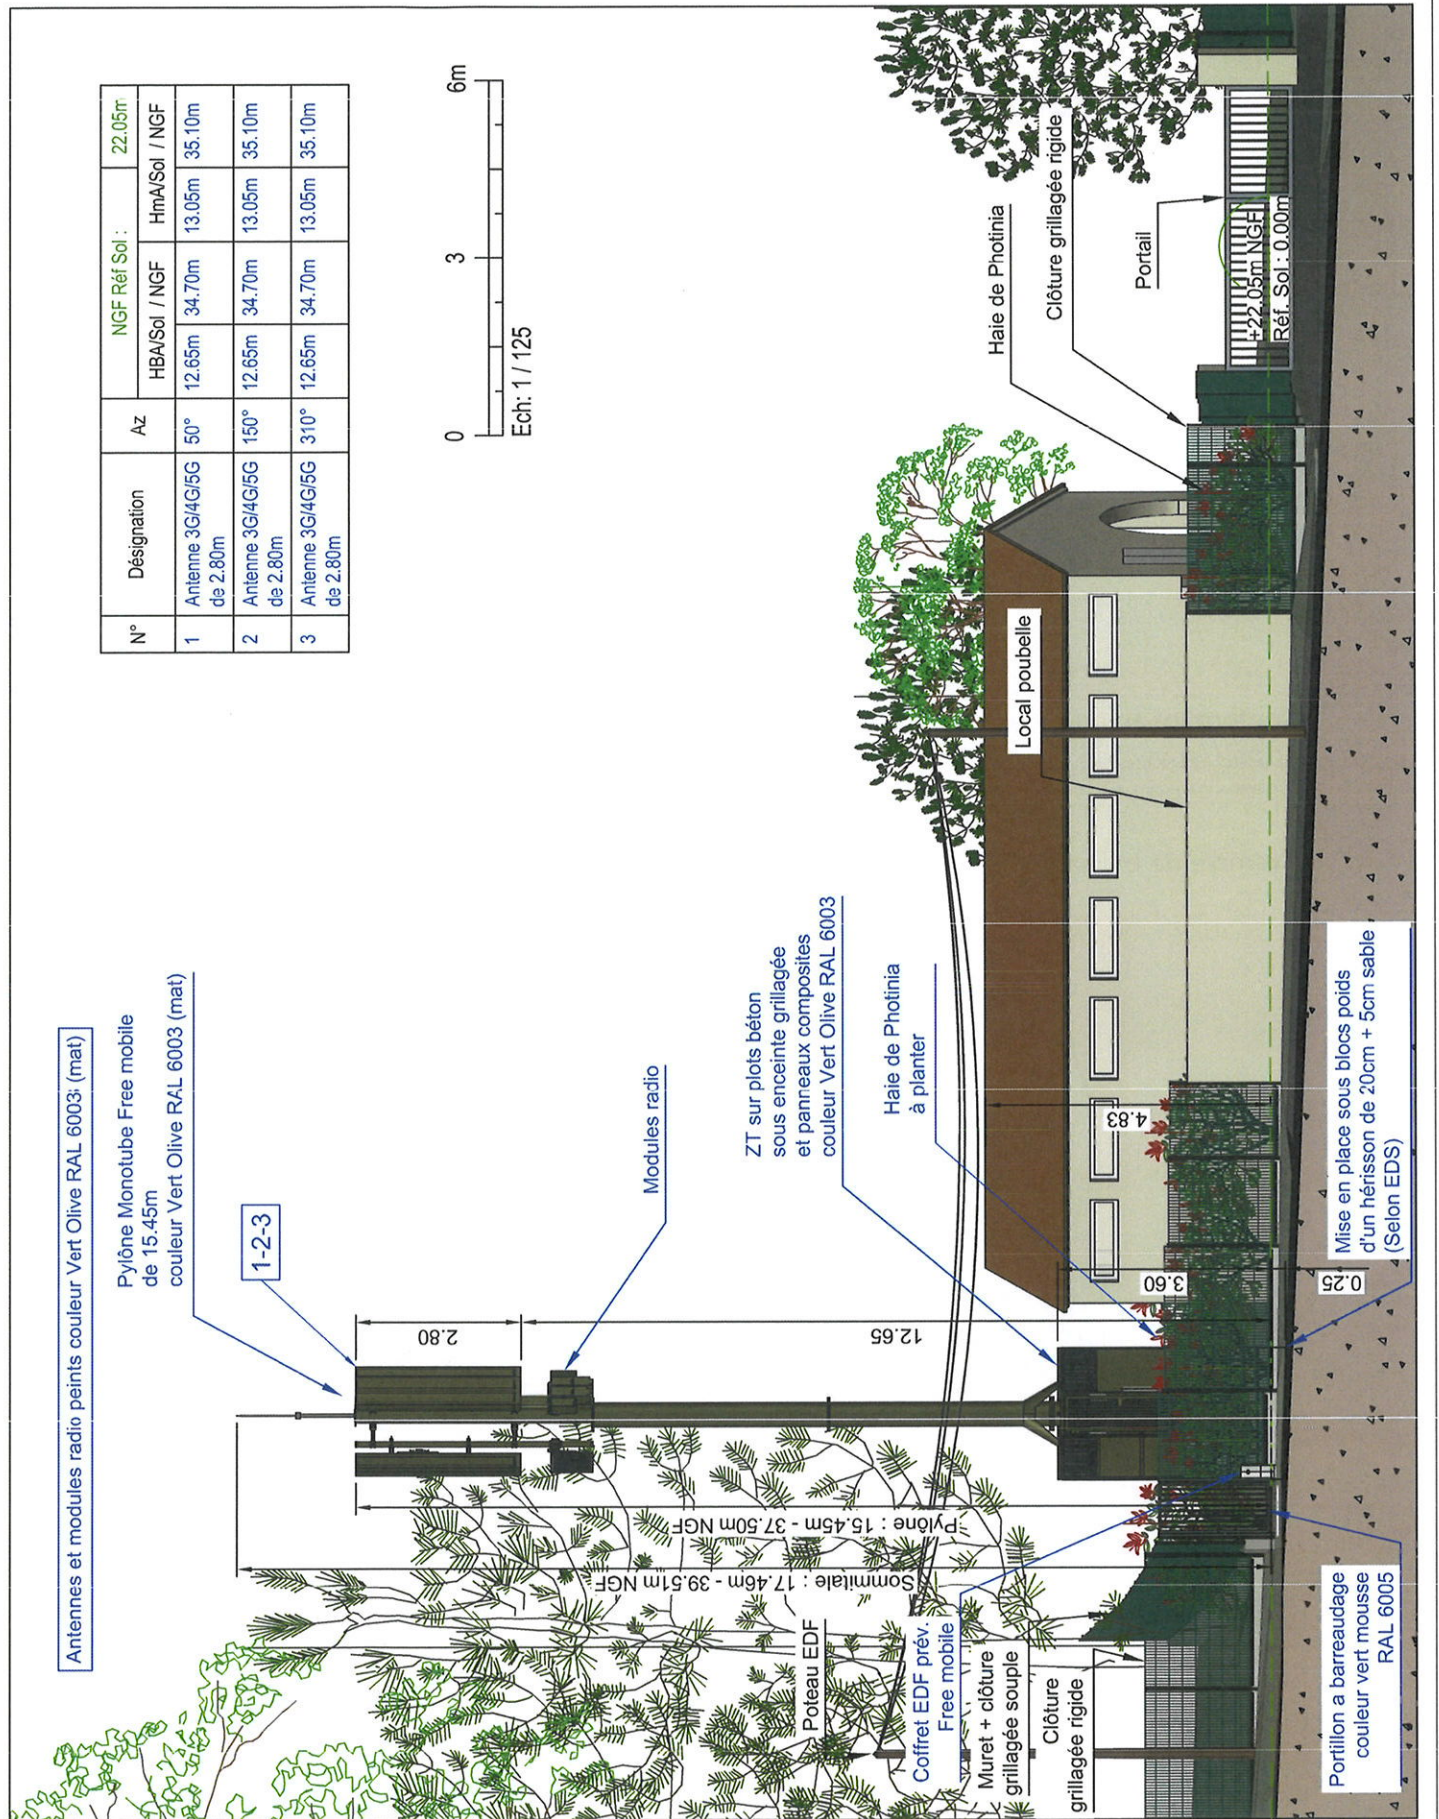 Antennes et modules radio peints couleur Vert Olive RAL 6003 (mat)
Pylône Monotube Free mobile
de 15.45m
couleur Vert Olive RAL 6003 (mat)
1-2-3
N° Désignation Az NGF Réf Sol : 22.05m
HBA/Sol / NGF HmA/Sol / NGF
1 Antenne 3G/4G/5G de 2.80m 50° 12.65m 34.70m 13.05m 35.10m
2 Antenne 3G/4G/5G de 2.80m 150° 12.65m 34.70m 13.05m 35.10m
3 Antenne 3G/4G/5G de 2.80m 310° 12.65m 34.70m 13.05m 35.10m
0 3 6m
Ech: 1 / 125
2.80
Modules radio
12.65
Pylône : 15.45m - 37.50m NGF
Sommitale : 17.46m - 39.51m NGF
ZT sur plots béton
sous enceinte grillagée
et panneaux composites
couleur Vert Olive RAL 6003
Haie de Photinia
à planter
Poteau EDF
Coffret EDF prév.
Free mobile
Muret + clôture
grillagée souple
Clôture
grillagée rigide
4.83
3.60
0.25
Local poubelle
Haie de Photinia
Clôture grillagée rigide
Portail
+22.05m NGF
Réf. Sol : 0.00m
Mise en place sous blocs poids
d'un hérisson de 20cm + 5cm sable
(Selon EDS)
Portillon a barreaudage
couleur vert mousse
RAL 6005